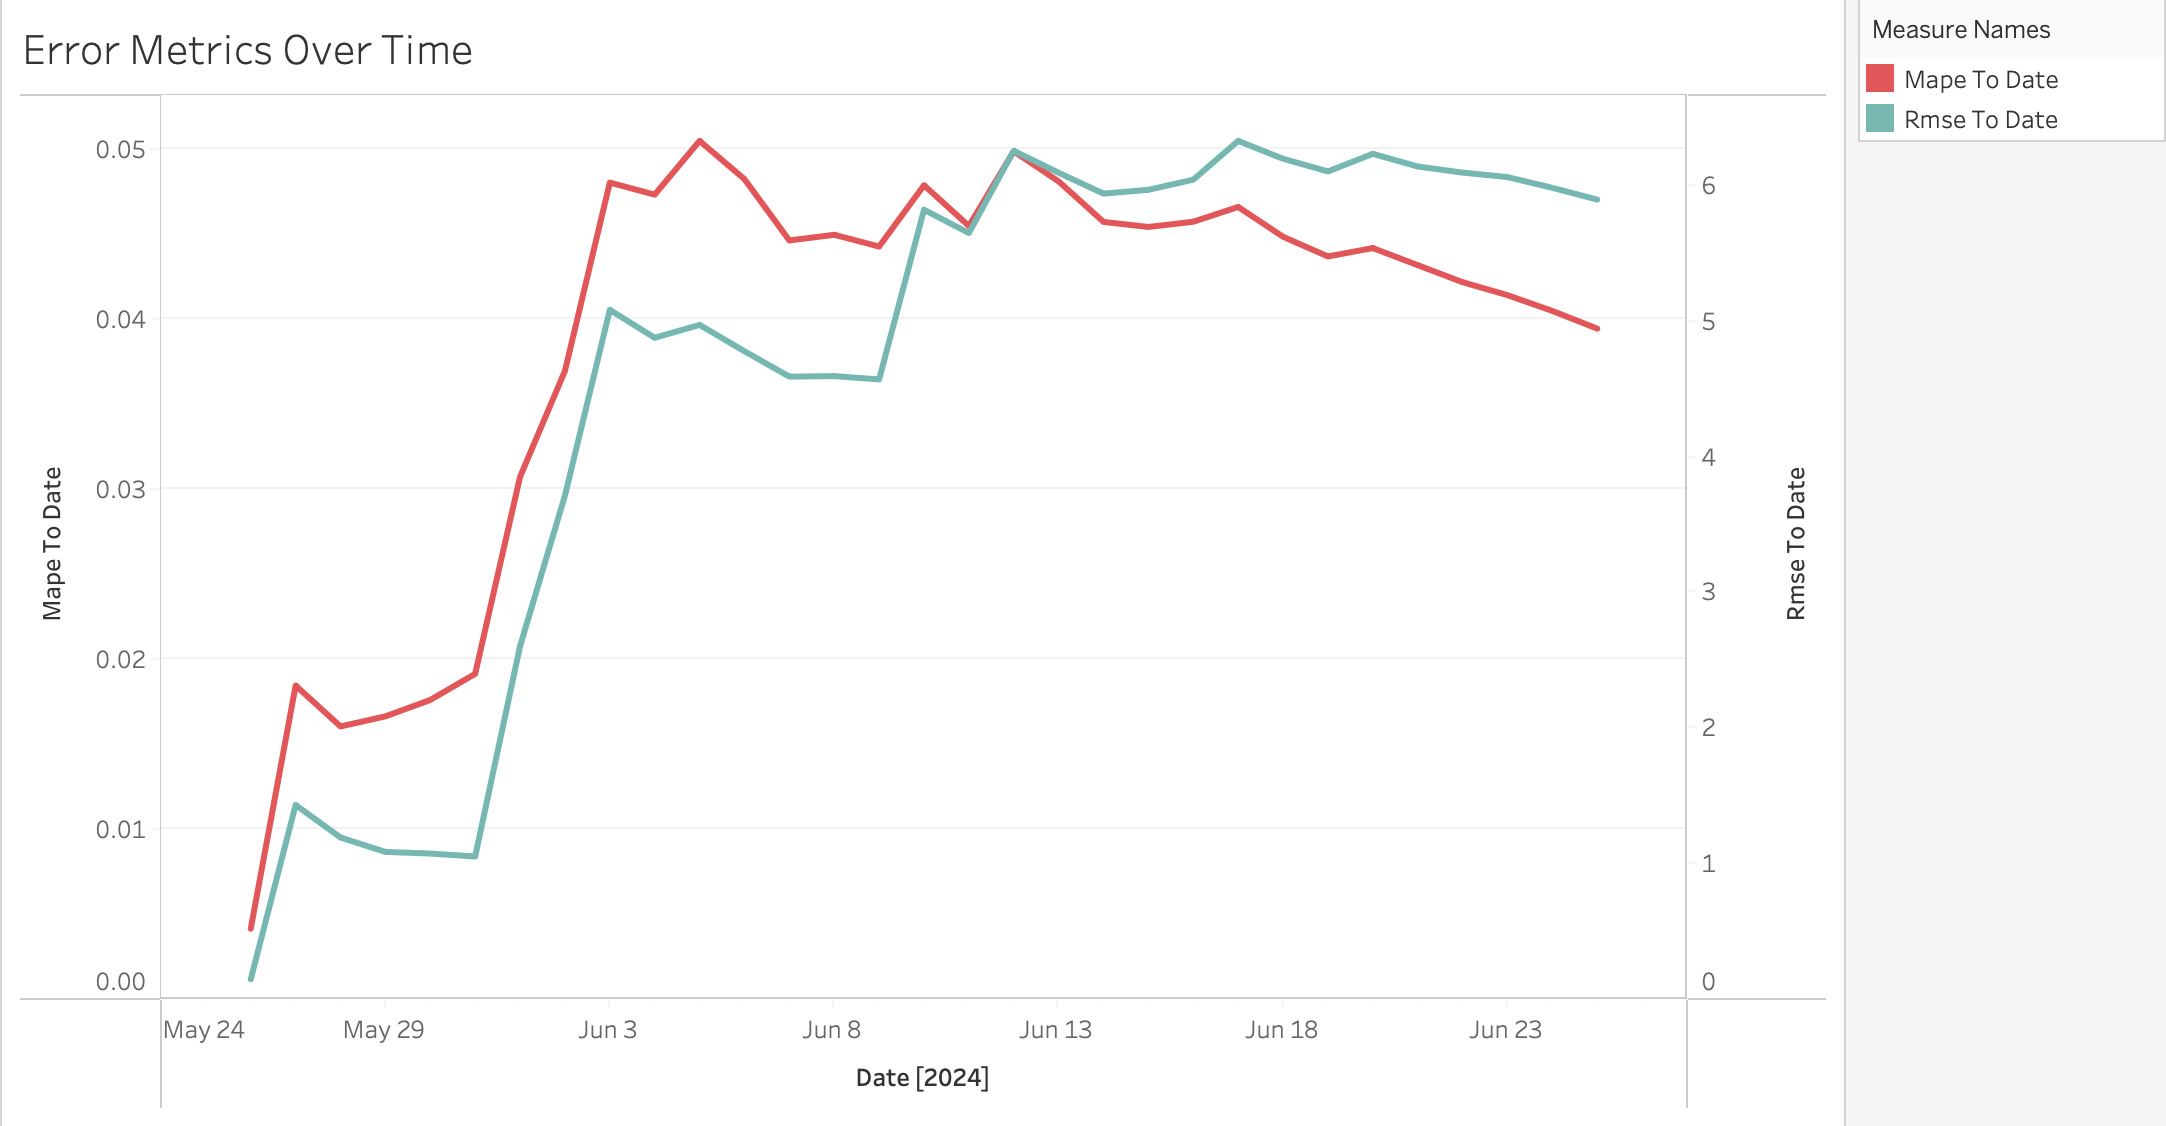 Error Metrics Over Time
Measure Names
Mape To Date
Rmse To Date
0.05
0.04
0.03
0.02
0.01
0.00
Mape To Date
6
5
4
3
2
1
0
Rmse To Date
May 24 May 29 Jun 3 Jun 8 Jun 13 Jun 18 Jun 23
Date [2024]